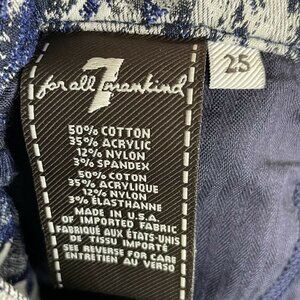 7
for all mankind
25
50% COTTON
35% ACRYLIC
12% NYLON
3% SPANDEX
50% COTON
35% ACRYLIQUE
12% NYLON
3% ÉLASTHANNE
MADE IN U.S.A.
OF IMPORTED FABRIC
FABRIQUÉ AUX ÉTATS-UNIS
DE TISSU IMPORTÉ
SEE REVERSE FOR CARE
ENTRETIEN AU VERSO